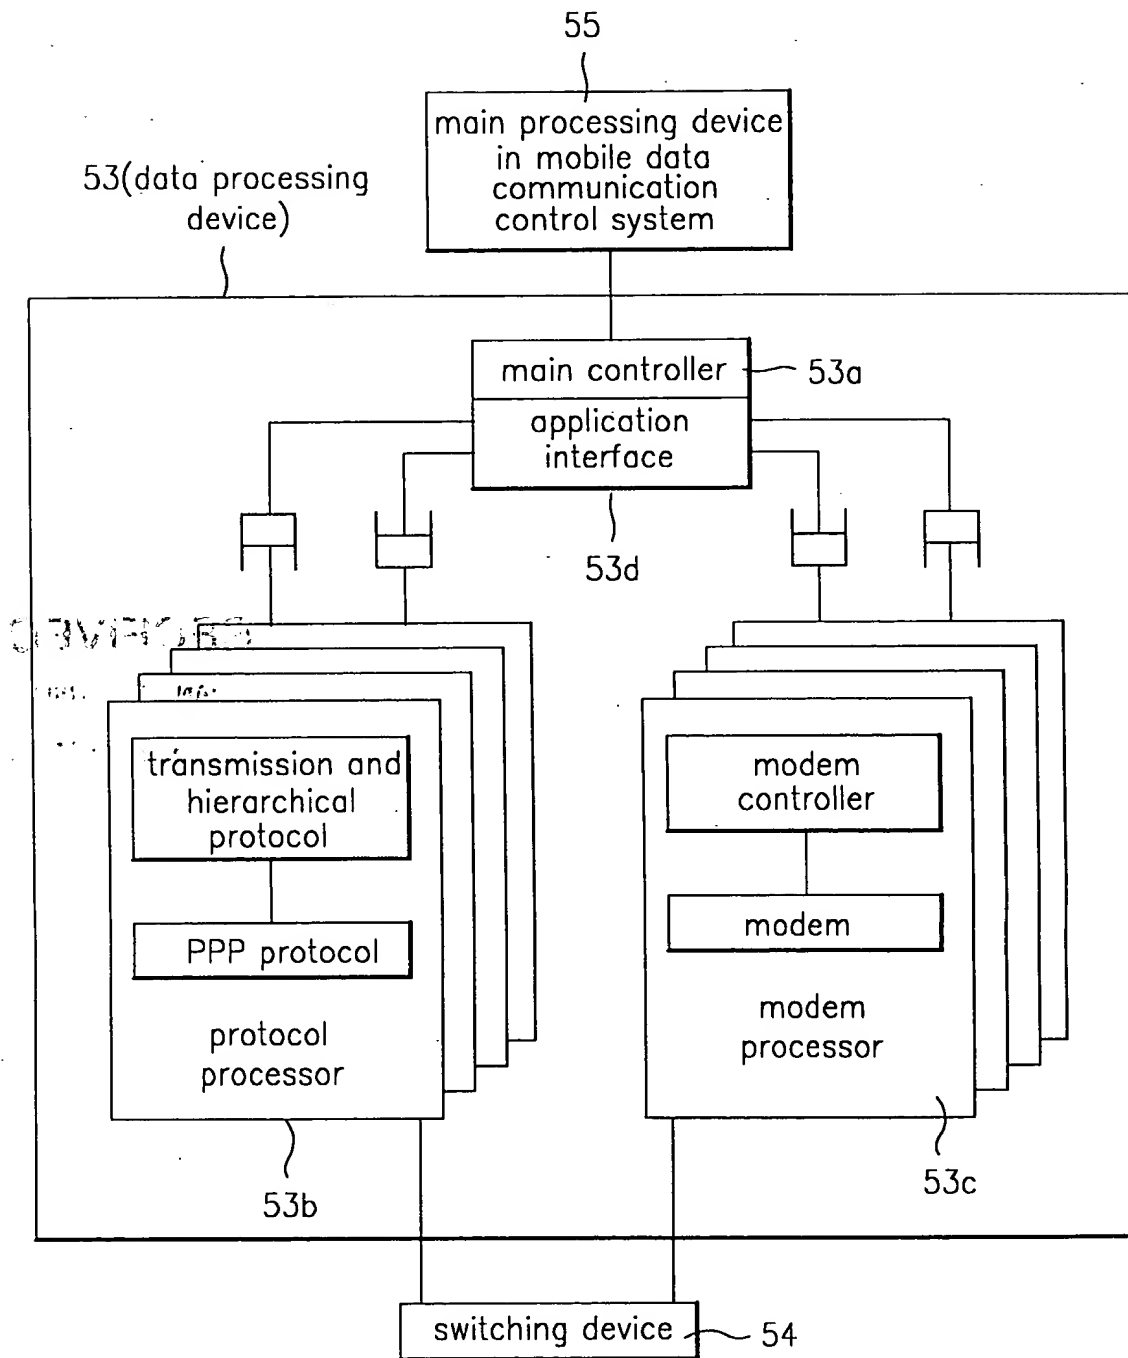 55
main processing device
in mobile data
communication
control system
53(data processing
device)
main controller
53a
application
interface
53d
transmission and
hierarchical
protocol
PPP protocol
protocol
processor
53b
modem
controller
modem
modem
processor
53c
switching device
54